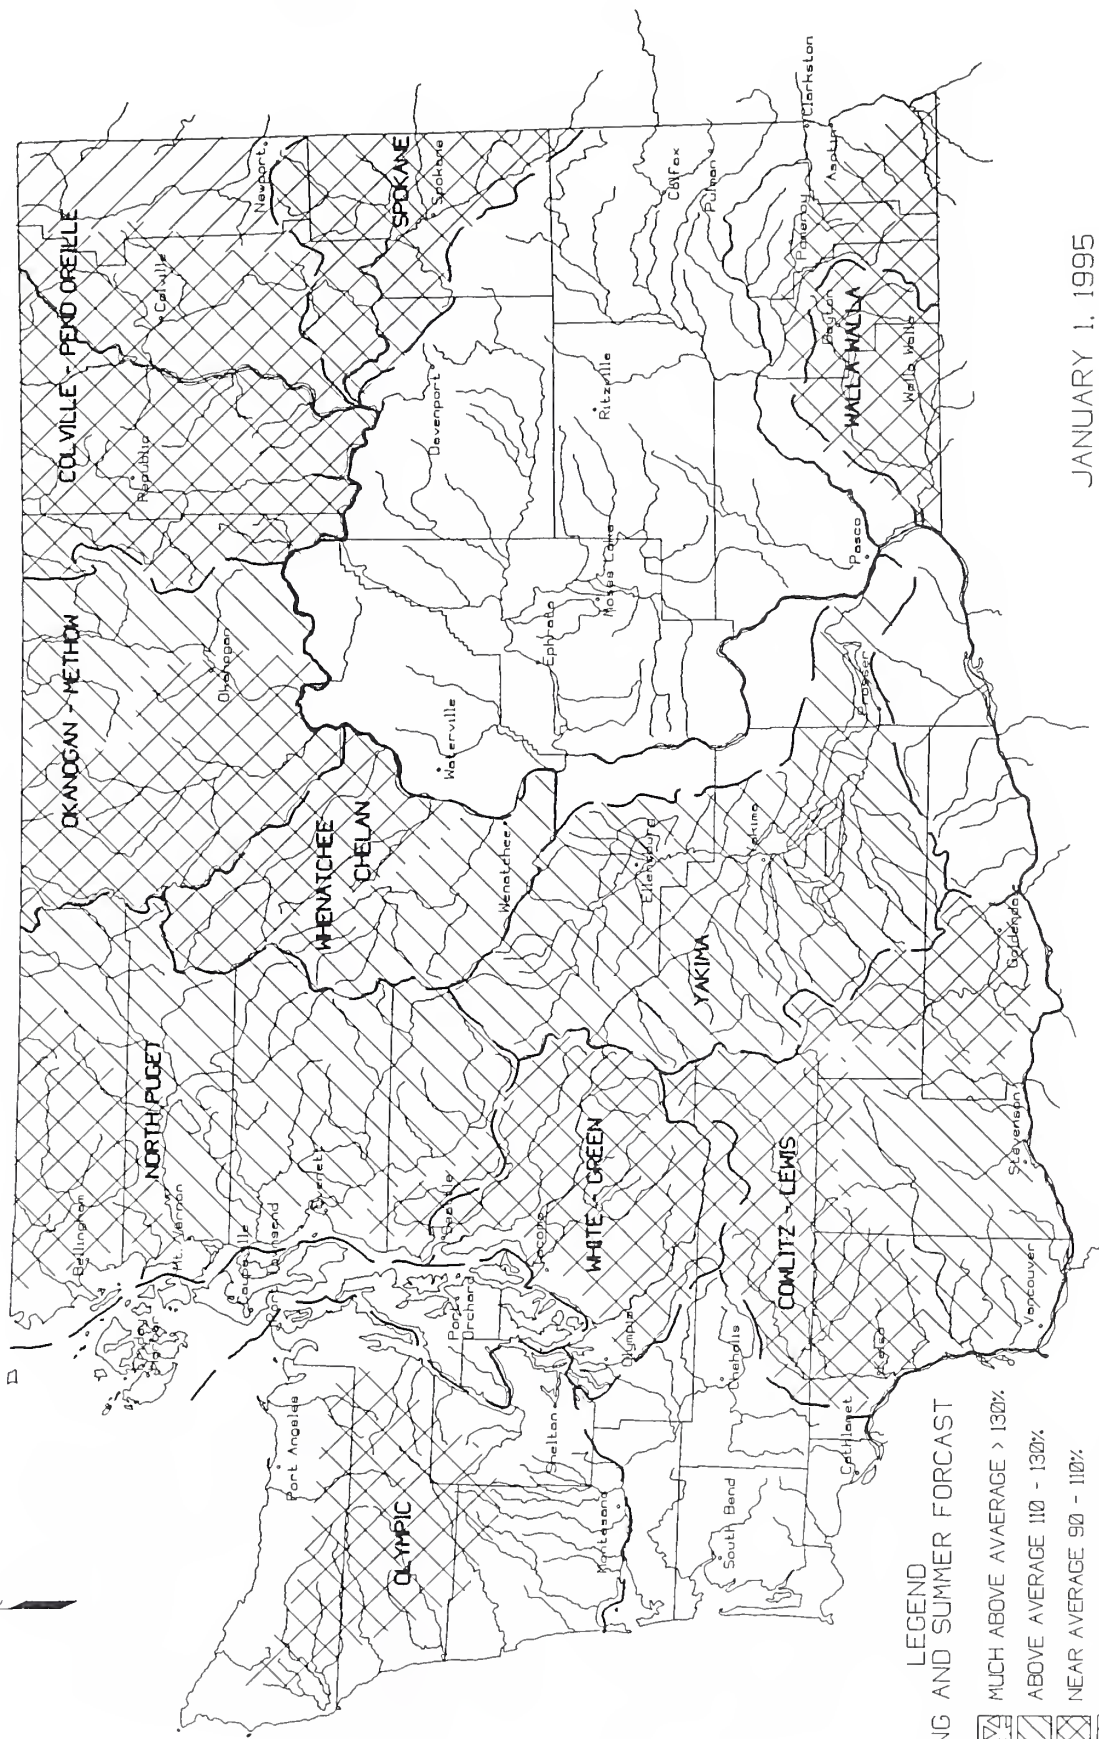 OKANOGAN - METHOW
COLVILLE - PEND OREILLE
NORTH PUGET
SPOKANE
WHENATCHEE
CHELAN
OLYMPIC
WHITE - GREEN
YAKIMA
COWLITZ - LEWIS
WALLA WALLA
Bellingham
Mt. Vernon
Coupeville
Port
Everett
Seattle
Port
Orchard
Tacoma
Olympia
Port Angeles
Shelton
Montesano
South Bend
Chehalis
Cathlamet
Kelso
Vancouver
Stevenson
Goldendale
Okanogan
Republic
Colville
Newport
Spokane
Davenport
Waterville
Wenatchee
Ephrata
Moses Lake
Ritzville
Ellensburg
Yakima
Prosser
Pasco
Colfax
Pulman
Pomeroy
Clarkston
Asotin
Dayton
Walla Walla
LEGEND
NG AND SUMMER FORCAST
MUCH ABOVE AVAERAGE > 130%
ABOVE AVERAGE 110 - 130%
NEAR AVERAGE 90 - 110%
JANUARY 1, 1995